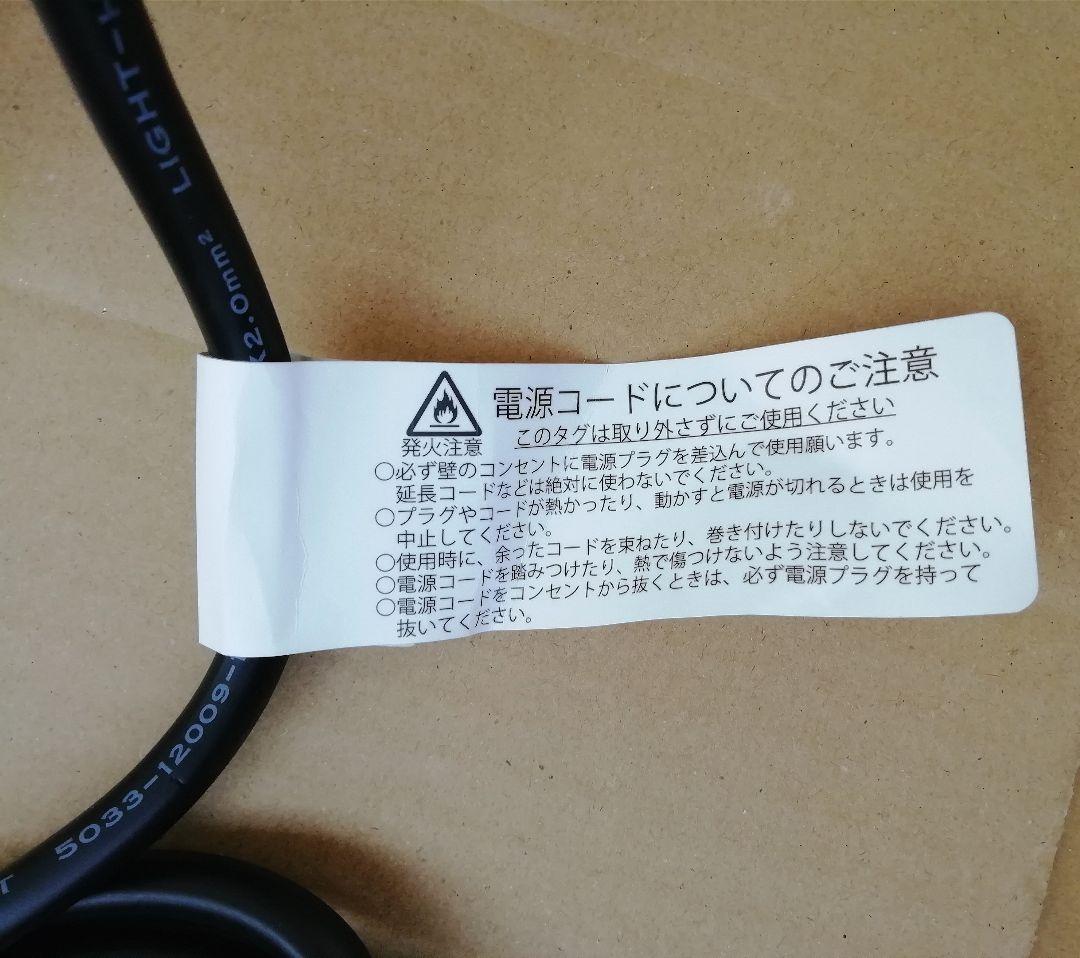 LIGHT-
2.0mm²
電源コードについてのご注意
発火注意
このタグは取り外さずにご使用ください
○必ず壁のコンセントに電源プラグを差込んで使用願います。
延長コードなどは絶対に使わないでください。
○プラグやコードが熱かったり、動かすと電源が切れるときは使用を
中止してください。
○使用時に、余ったコードを束ねたり、巻き付けたりしないでください。
○電源コードを踏みつけたり、熱で傷つけないよう注意してください。
○電源コードをコンセントから抜くときは、必ず電源プラグを持って
抜いてください。
5033-12009-